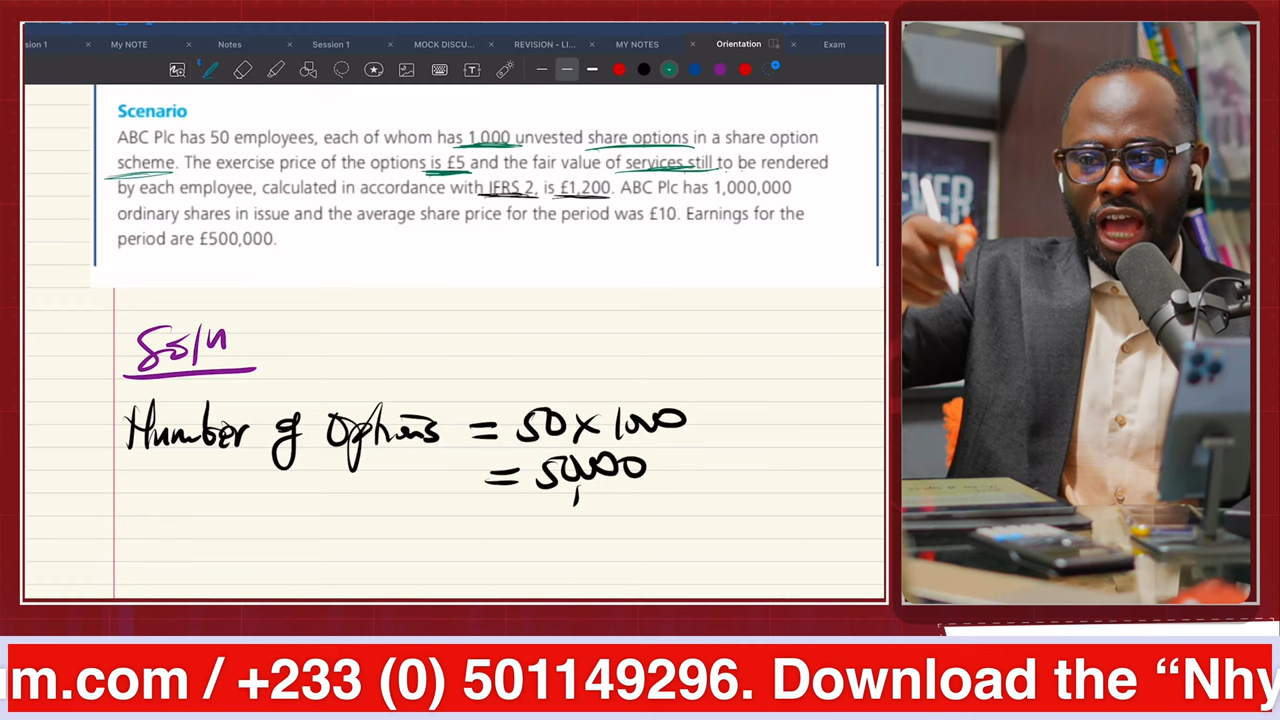 sion 1 My NOTE Notes Session 1 MOCK DISCU... REVISION - LI... MY NOTES Orientation Exam
Scenario
ABC Plc has 50 employees, each of whom has 1,000 unvested share options in a share option
scheme. The exercise price of the options is £5 and the fair value of services still to be rendered
by each employee, calculated in accordance with IFRS 2, is £1,200. ABC Plc has 1,000,000
ordinary shares in issue and the average share price for the period was £10. Earnings for the
period are £500,000.
Soln
Number of Options = 50 x 1000
= 50,000
EVER
m.com / +233 (0) 501149296. Download the “Nhy